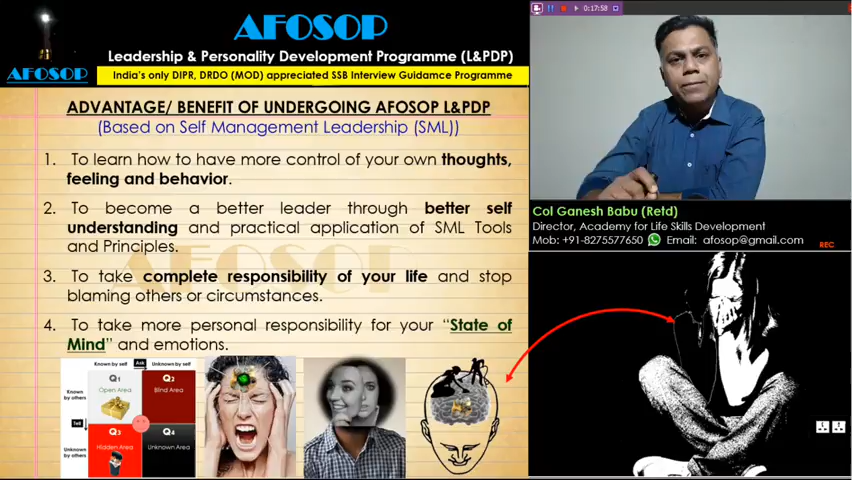 AFOSOP
Leadership & Personality Development Programme (L&PDP)
AFOSOP
India's only DIPR, DRDO (MOD) appreciated SSB Interview Guidamce Programme
ADVANTAGE/ BENEFIT OF UNDERGOING AFOSOP L&PDP
(Based on Self Management Leadership (SML))
1. To learn how to have more control of your own thoughts,
feeling and behavior.
2. To become a better leader through better self
understanding and practical application of SML Tools
and Principles.
3. To take complete responsibility of your life and stop
blaming others or circumstances.
4. To take more personal responsibility for your “State of
Mind” and emotions.
AFOSOP
Known by self
Ask
Unknown by self
Known
by others
Q1
Open Area
Q2
Blind Area
Tell
Unknown
by others
Q3
Hidden Area
Q4
Unknown Area
0:17:58
Col Ganesh Babu (Retd)
Director, Academy for Life Skills Development
Mob: +91-8275577650 Email: afosop@gmail.com
REC